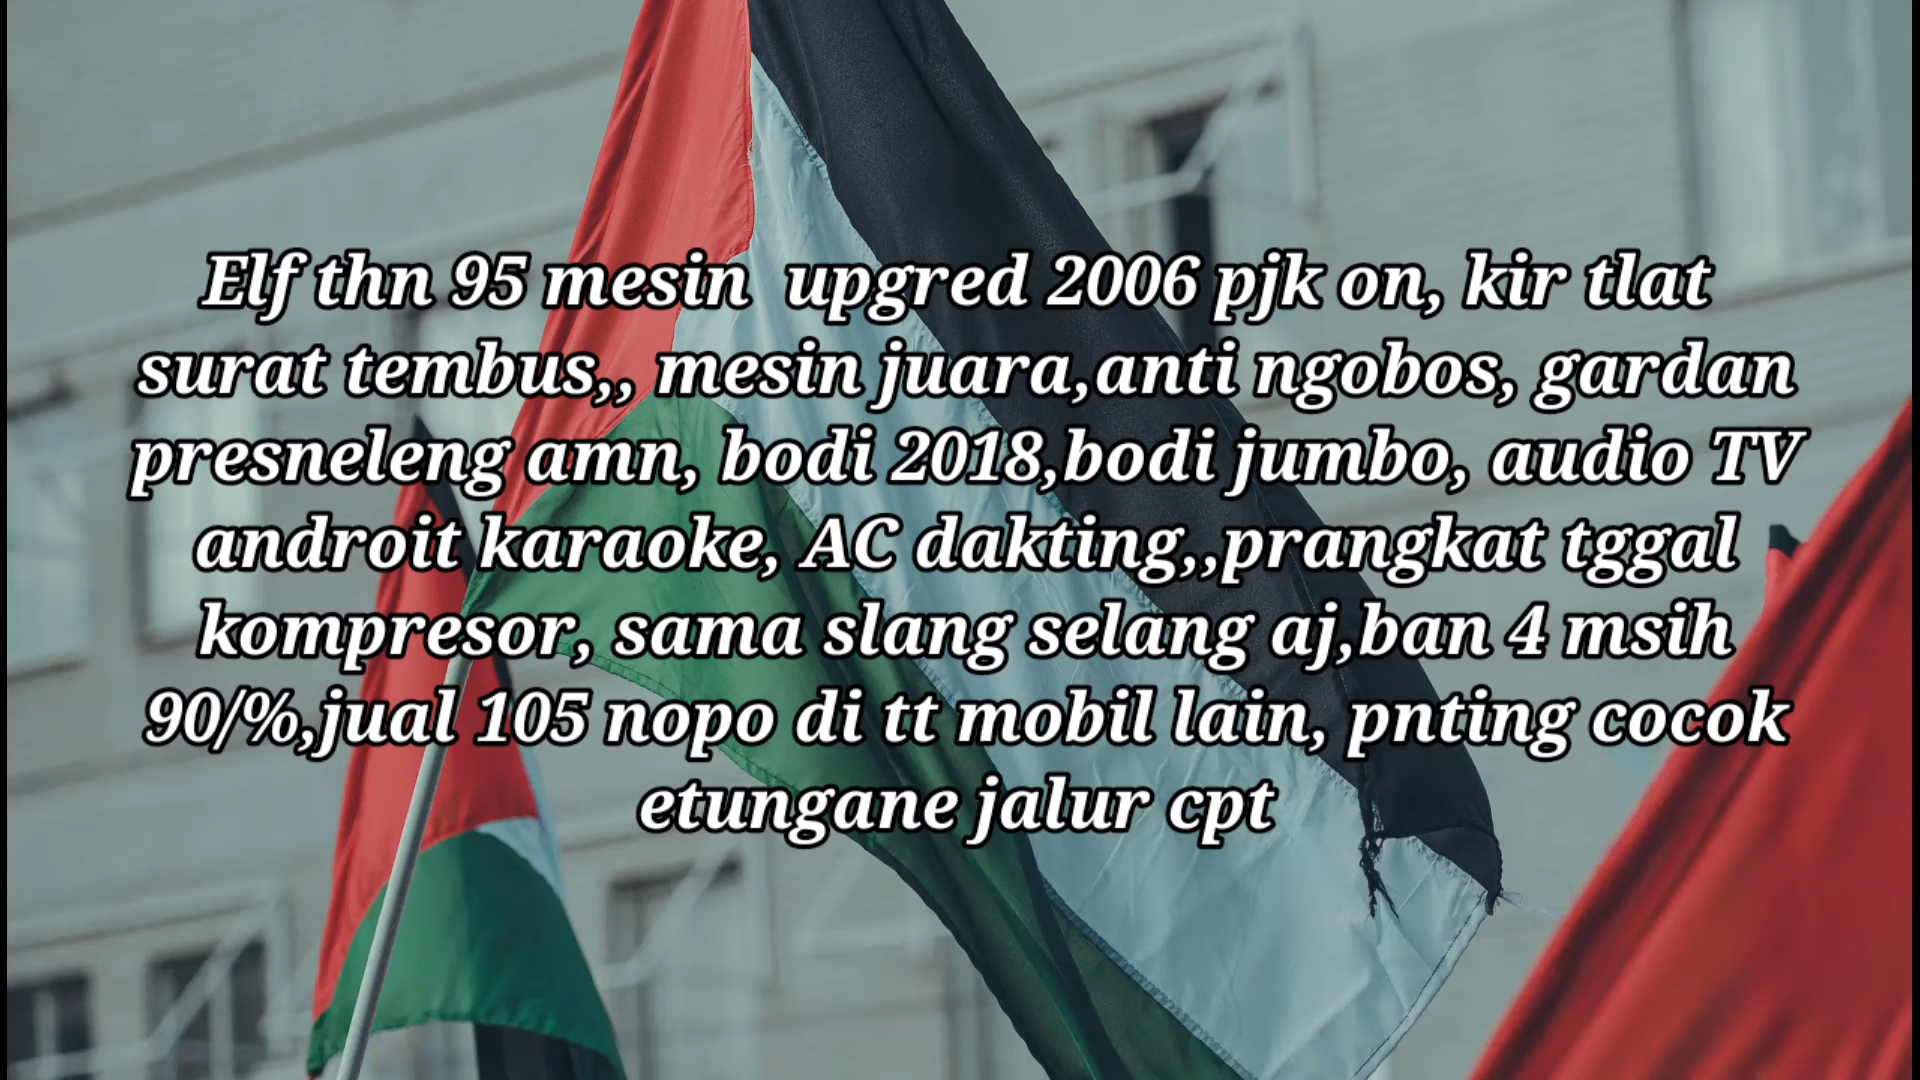 Elf thn 95 mesin upgred 2006 pjk on, kir tlat
surat tembus,, mesin juara,anti ngobos, gardan
presneleng amn, bodi 2018,bodi jumbo, audio TV
androit karaoke, AC dakting,,prangkat tggal
kompresor, sama slang selang aj,ban 4 msih
90/%,jual 105 nopo di tt mobil lain, pnting cocok
etungane jalur cpt